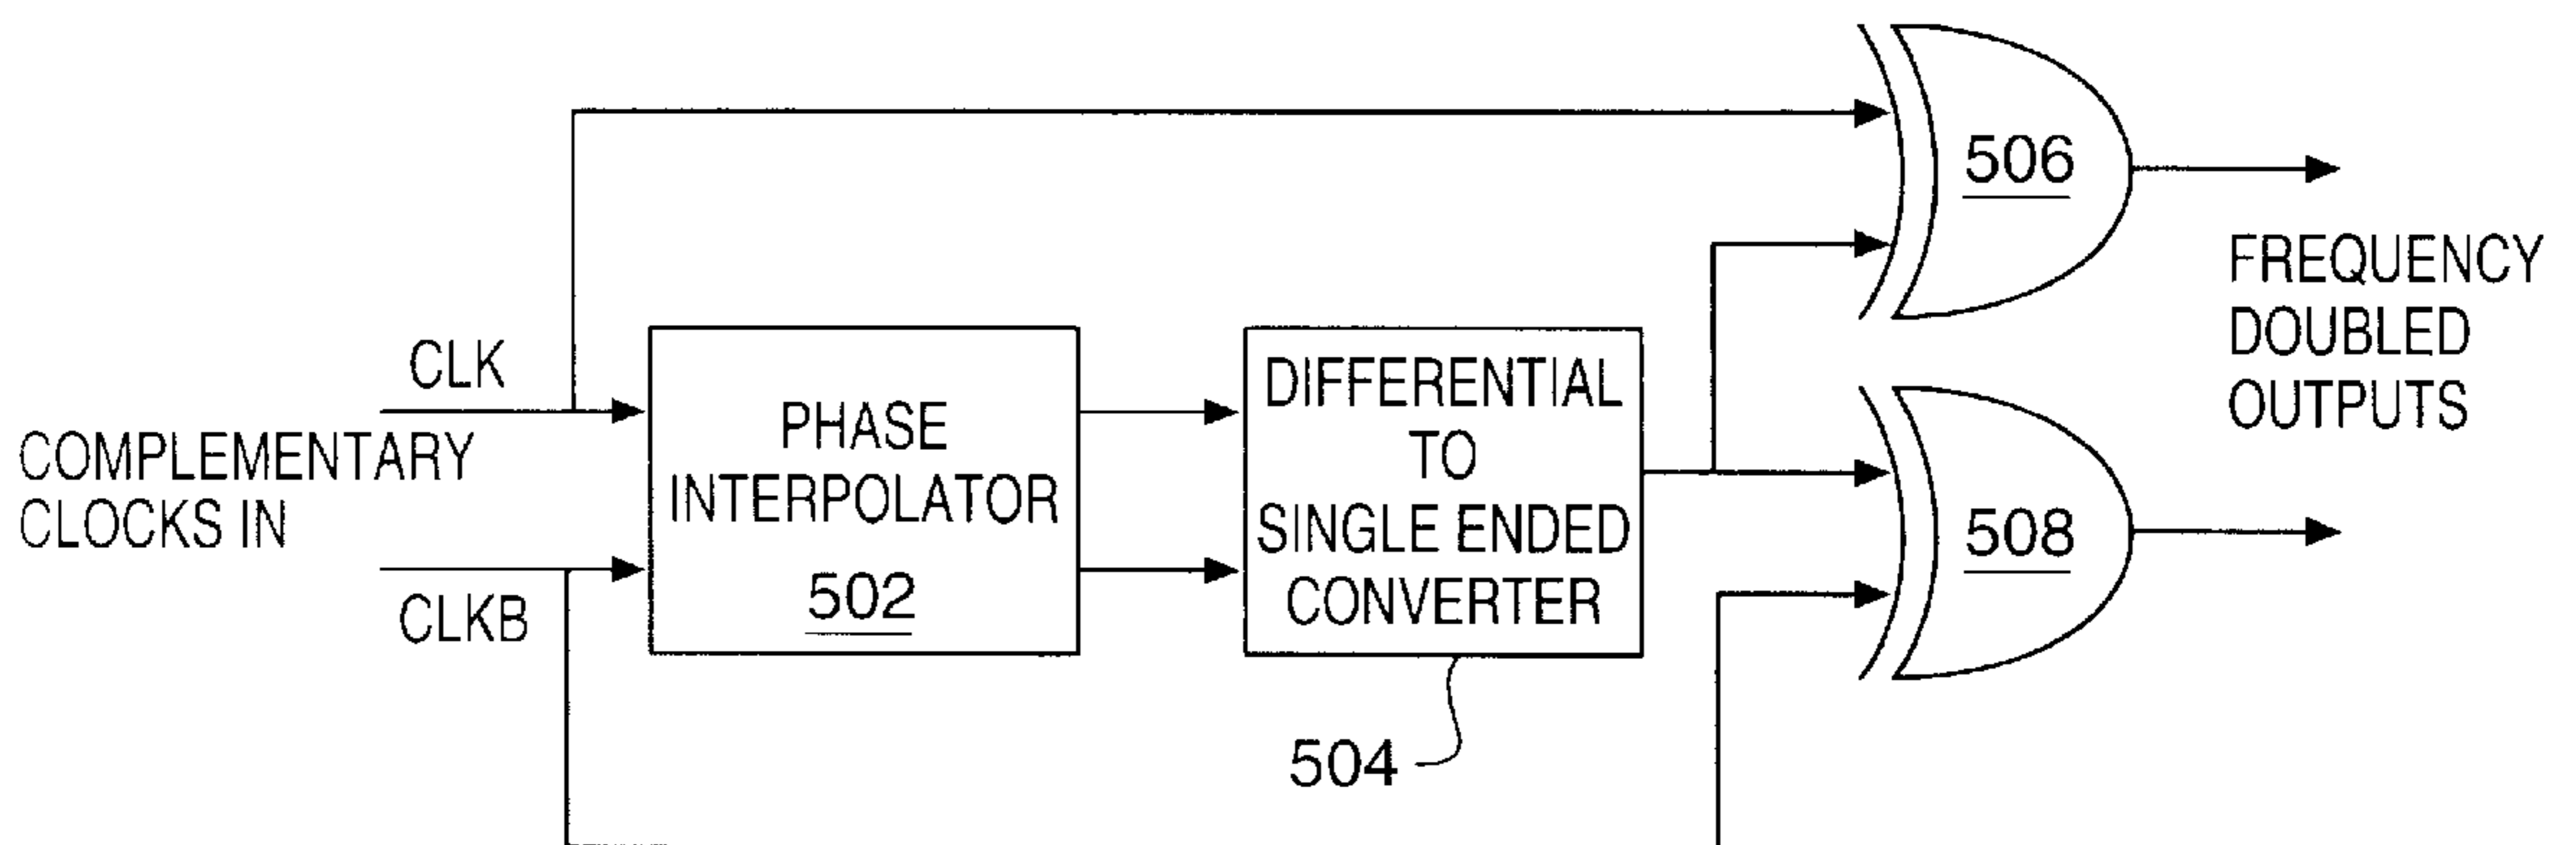 506
FREQUENCY
DOUBLED
OUTPUTS
CLK
COMPLEMENTARY
CLOCKS IN
CLKB
PHASE
INTERPOLATOR
502
DIFFERENTIAL
TO
SINGLE ENDED
CONVERTER
504
508